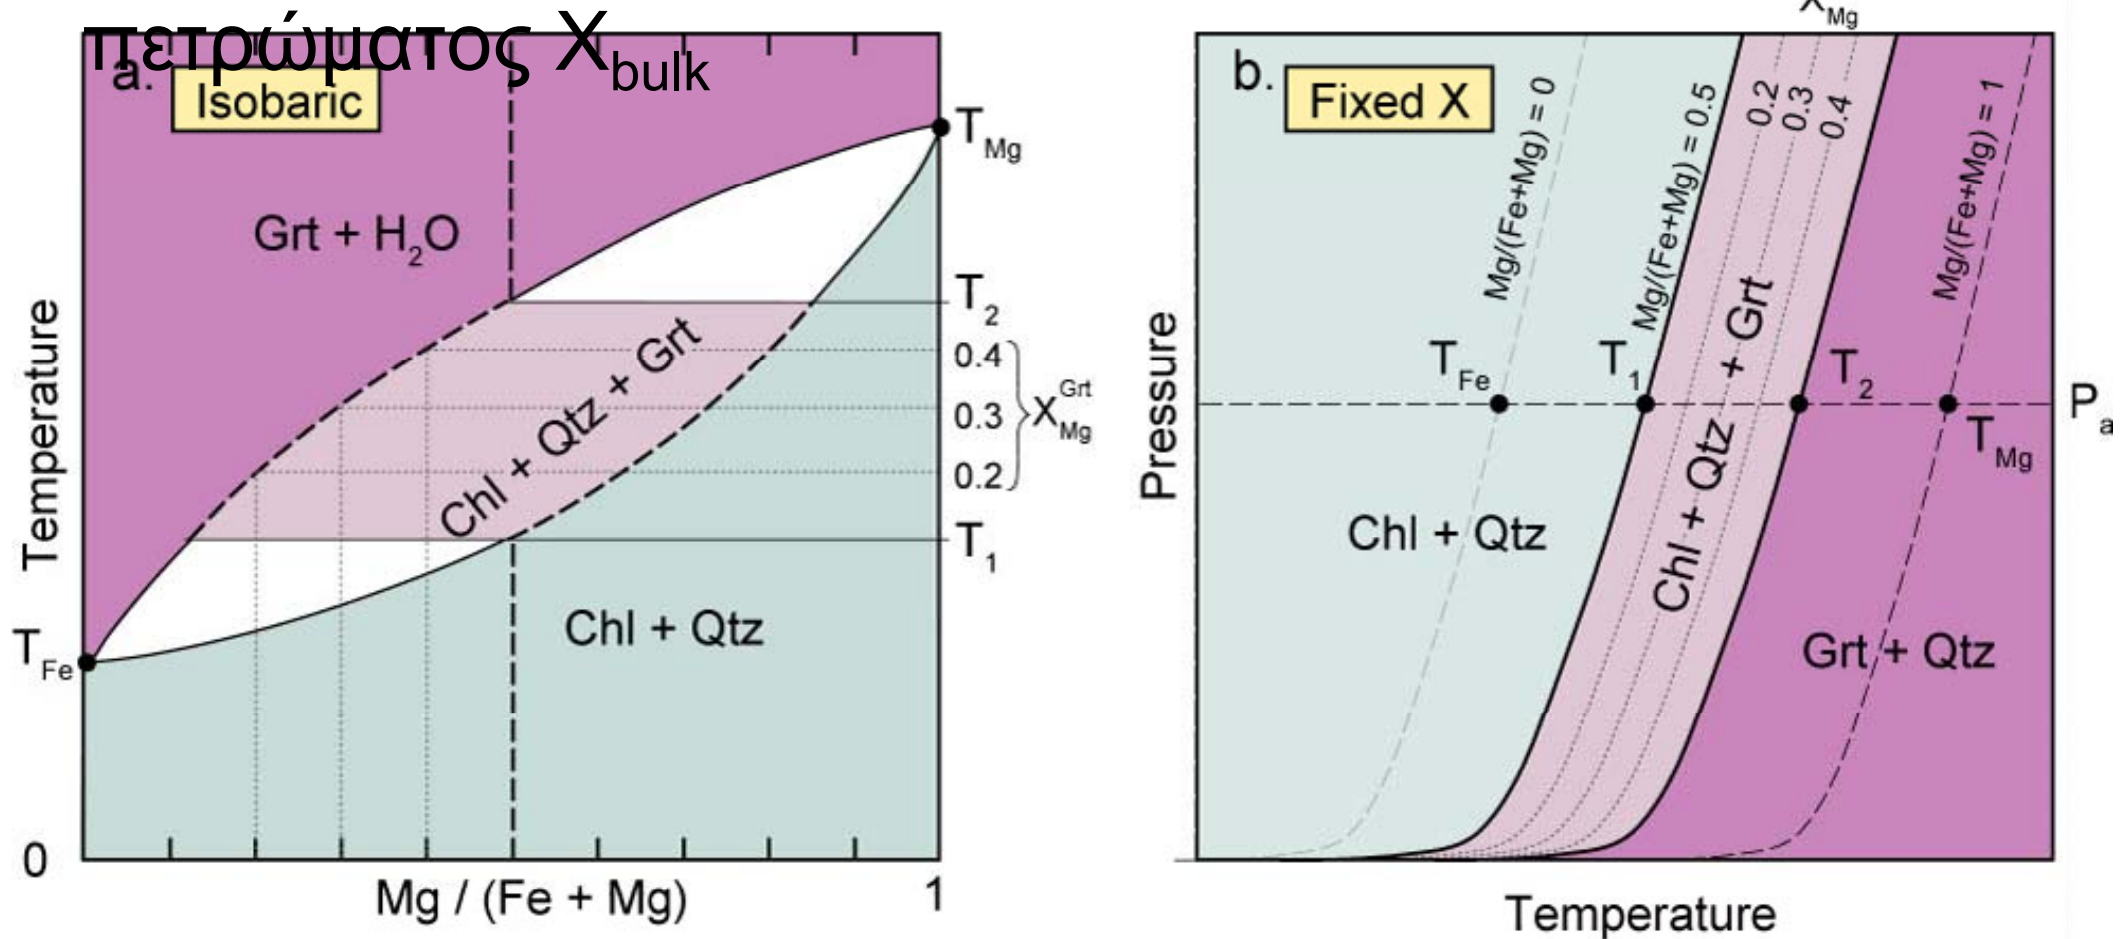 πετρώματος X_bulk
a.
Isobaric
T_Mg
Grt + H₂O
T₂
0.4
0.3
0.2
X_Mg^Grt
Chl + Qtz + Grt
T₁
Chl + Qtz
T_Fe
Temperature
0
Mg / (Fe + Mg)
1
X_Mg
b.
Fixed X
Mg/(Fe+Mg) = 0
Mg/(Fe+Mg) = 0.5
0.2
0.3
0.4
Mg/(Fe+Mg) = 1
T_Fe
T₁
T₂
T_Mg
P_a
Chl + Qtz
Chl + Qtz + Grt
Grt + Qtz
Pressure
Temperature